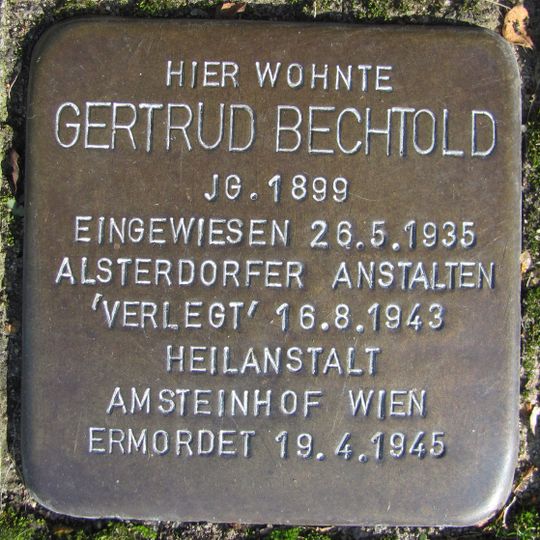 HIER WOHNTE
GERTRUD BECHTOLD
JG. 1899
EINGEWIESEN 26.5.1935
ALSTERDORFER ANSTALTEN
'VERLEGT' 16.8.1943
HEILANSTALT
AMSTEINHOF WIEN
ERMORDET 19.4.1945